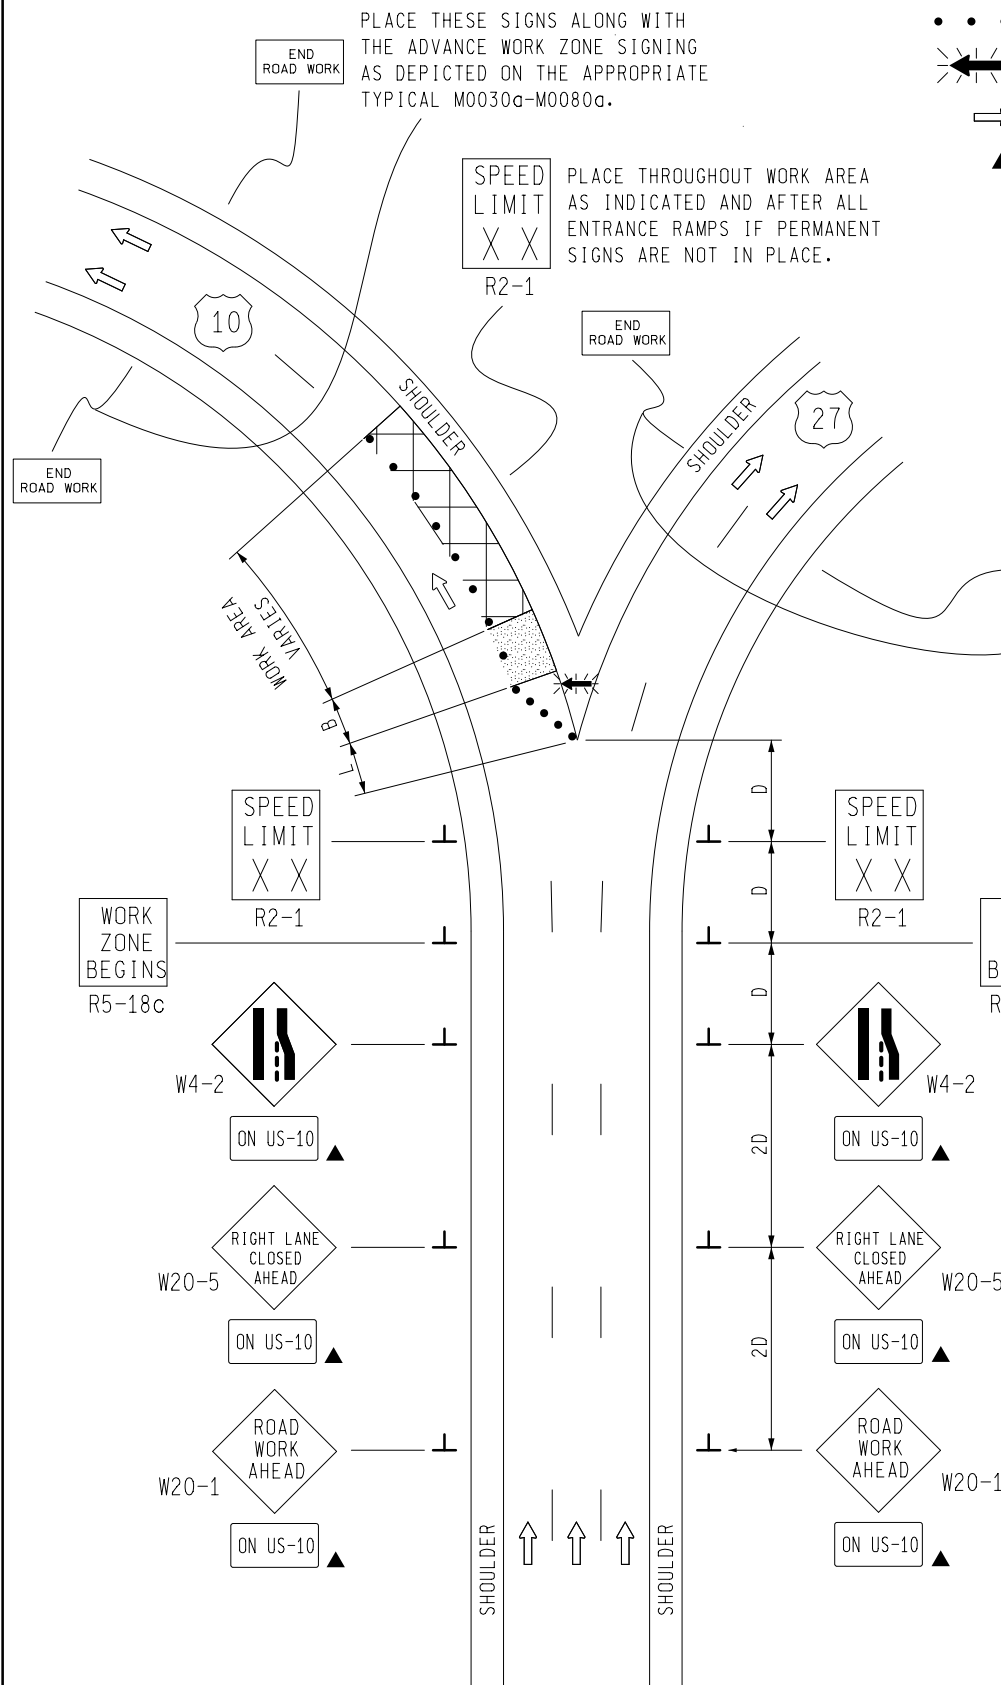 PLACE THESE SIGNS ALONG WITH
THE ADVANCE WORK ZONE SIGNING
AS DEPICTED ON THE APPROPRIATE
TYPICAL M0030a-M0080a.
END
ROAD WORK
SPEED
LIMIT
X X
R2-1
PLACE THROUGHOUT WORK AREA
AS INDICATED AND AFTER ALL
ENTRANCE RAMPS IF PERMANENT
SIGNS ARE NOT IN PLACE.
10
END
ROAD WORK
SHOULDER
SHOULDER
27
END
ROAD WORK
WORK AREA
VARIES
B
L
D
SPEED
LIMIT
X X
R2-1
SPEED
LIMIT
X X
R2-1
D
WORK
ZONE
BEGINS
R5-18c
B
R
D
W4-2
ON US-10
W4-2
ON US-10
2D
RIGHT LANE
CLOSED
AHEAD
W20-5
ON US-10
RIGHT LANE
CLOSED
AHEAD
W20-5
ON US-10
2D
ROAD
WORK
AHEAD
W20-1
ON US-10
ROAD
WORK
AHEAD
W20-1
ON US-10
SHOULDER
SHOULDER